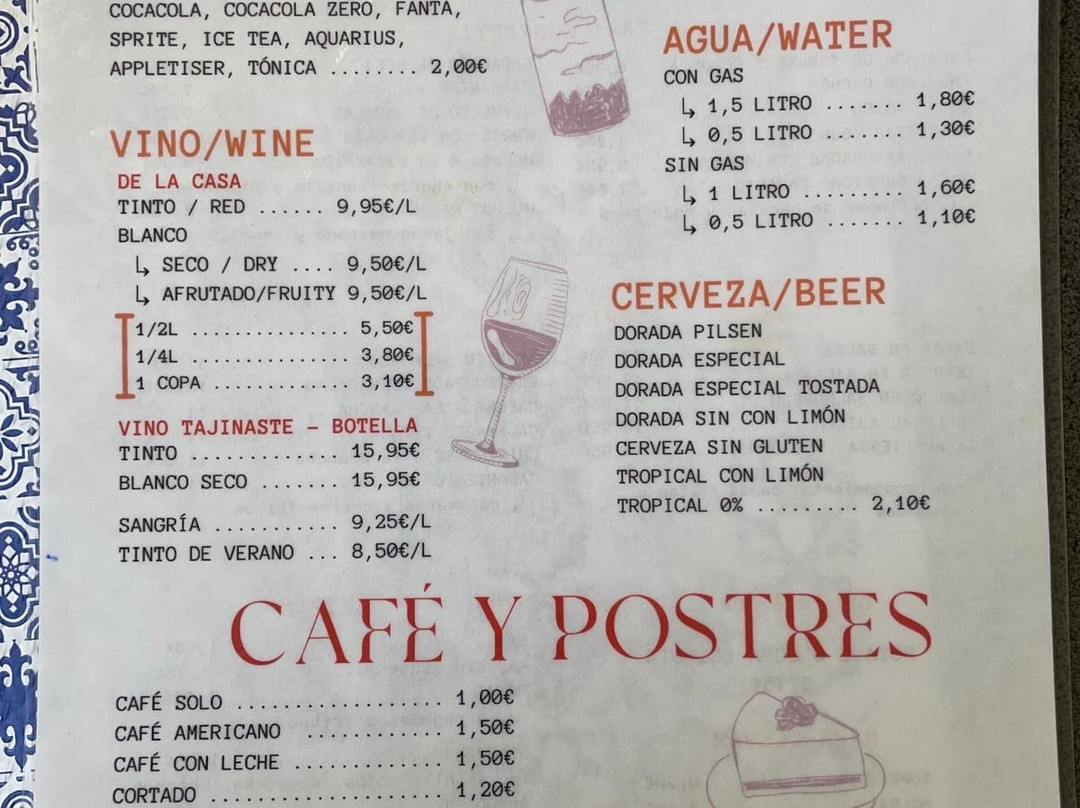 COCACOLA, COCACOLA ZERO, FANTA,
SPRITE, ICE TEA, AQUARIUS,
APPLETISER, TÓNICA ........ 2,00€
VINO/WINE
DE LA CASA
TINTO / RED ...... 9,95€/L
BLANCO
↳ SECO / DRY .... 9,50€/L
↳ AFRUTADO/FRUITY 9,50€/L
1/2L ............... 5,50€
1/4L ............... 3,80€
1 COPA ............. 3,10€
VINO TAJINASTE – BOTELLA
TINTO ............. 15,95€
BLANCO SECO ....... 15,95€
SANGRÍA ........... 9,25€/L
TINTO DE VERANO ... 8,50€/L
AGUA/WATER
CON GAS
↳ 1,5 LITRO ....... 1,80€
↳ 0,5 LITRO ....... 1,30€
SIN GAS
↳ 1 LITRO ......... 1,60€
↳ 0,5 LITRO ....... 1,10€
CERVEZA/BEER
DORADA PILSEN
DORADA ESPECIAL
DORADA ESPECIAL TOSTADA
DORADA SIN CON LIMÓN
CERVEZA SIN GLUTEN
TROPICAL CON LIMÓN
TROPICAL 0% ......... 2,10€
CAFÉ Y POSTRES
CAFÉ SOLO .................. 1,00€
CAFÉ AMERICANO ............ 1,50€
CAFÉ CON LECHE ............. 1,50€
CORTADO .................... 1,20€